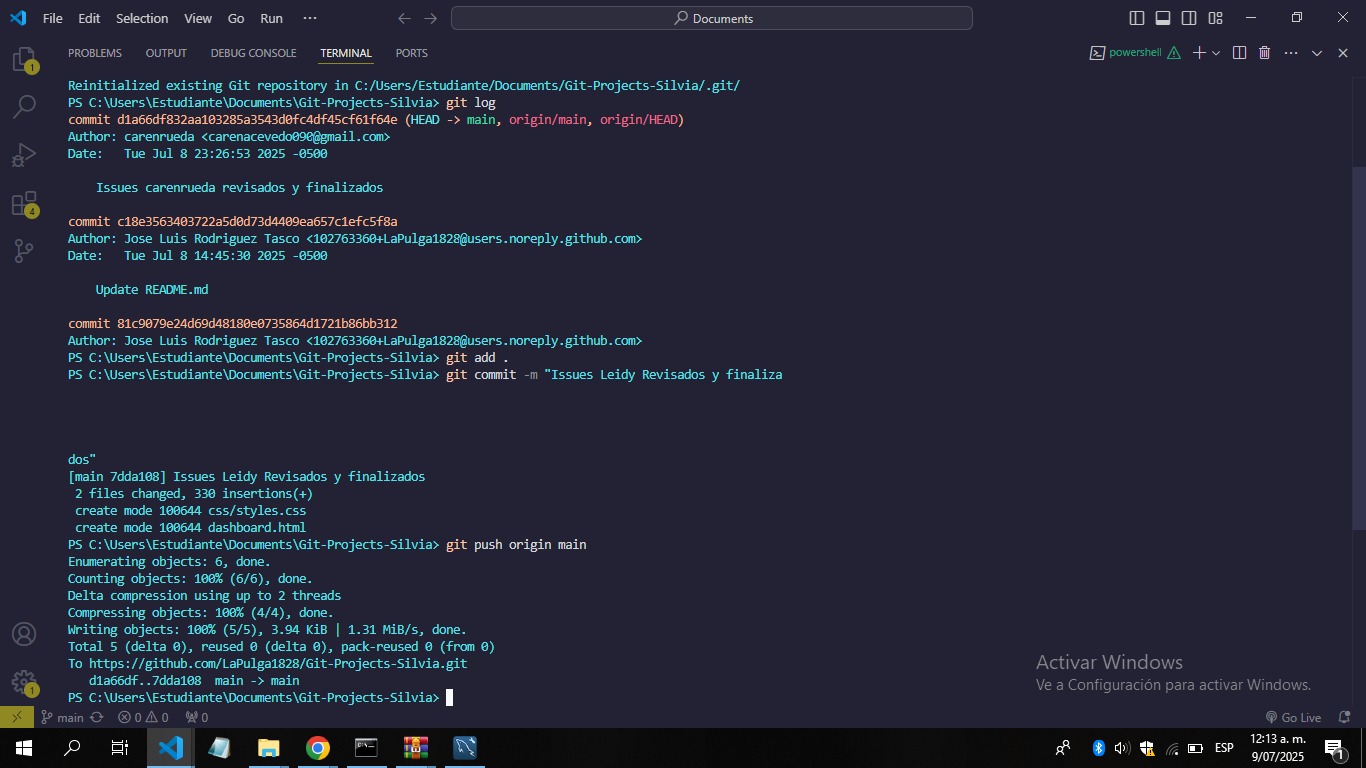 File Edit Selection View Go Run ··· Documents
PROBLEMS OUTPUT DEBUG CONSOLE TERMINAL PORTS powershell
Reinitialized existing Git repository in C:/Users/Estudiante/Documents/Git-Projects-Silvia/.git/
PS C:\Users\Estudiante\Documents\Git-Projects-Silvia> git log
commit d1a66df832aa103285a3543d0fc4df45cf61f64e (HEAD -> main, origin/main, origin/HEAD)
Author: carenrueda <carenacevedo090@gmail.com>
Date:   Tue Jul 8 23:26:53 2025 -0500
    Issues carenrueda revisados y finalizados
commit c18e3563403722a5d0d73d4409ea657c1efc5f8a
Author: Jose Luis Rodriguez Tasco <102763360+LaPulga1828@users.noreply.github.com>
Date:   Tue Jul 8 14:45:30 2025 -0500
    Update README.md
commit 81c9079e24d69d48180e0735864d1721b86bb312
Author: Jose Luis Rodriguez Tasco <102763360+LaPulga1828@users.noreply.github.com>
PS C:\Users\Estudiante\Documents\Git-Projects-Silvia> git add .
PS C:\Users\Estudiante\Documents\Git-Projects-Silvia> git commit -m "Issues Leidy Revisados y finaliza
dos"
[main 7dda108] Issues Leidy Revisados y finalizados
 2 files changed, 330 insertions(+)
 create mode 100644 css/styles.css
 create mode 100644 dashboard.html
PS C:\Users\Estudiante\Documents\Git-Projects-Silvia> git push origin main
Enumerating objects: 6, done.
Counting objects: 100% (6/6), done.
Delta compression using up to 2 threads
Compressing objects: 100% (4/4), done.
Writing objects: 100% (5/5), 3.94 KiB | 1.31 MiB/s, done.
Total 5 (delta 0), reused 0 (delta 0), pack-reused 0 (from 0)
To https://github.com/LaPulga1828/Git-Projects-Silvia.git
   d1a66df..7dda108  main -> main
PS C:\Users\Estudiante\Documents\Git-Projects-Silvia>
1
4
1
Activar Windows
Ve a Configuración para activar Windows.
main 0 0 0 Go Live
ESP 12:13 a. m.
9/07/2025
1